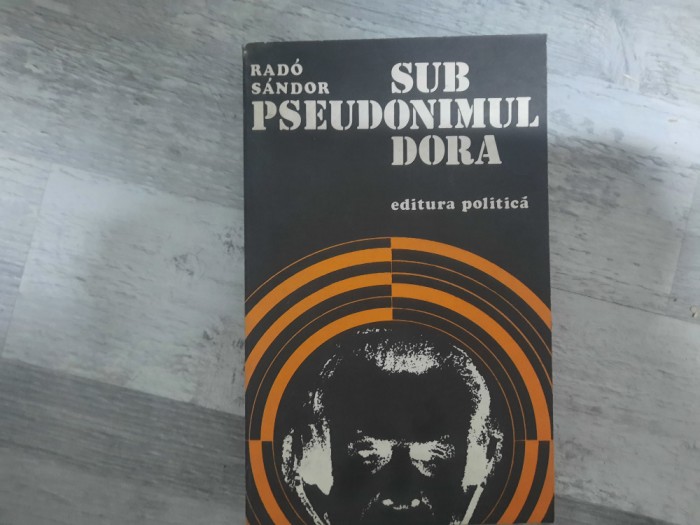 RADÓ
SÁNDOR
SUB
PSEUDONIMUL
DORA
editura politică